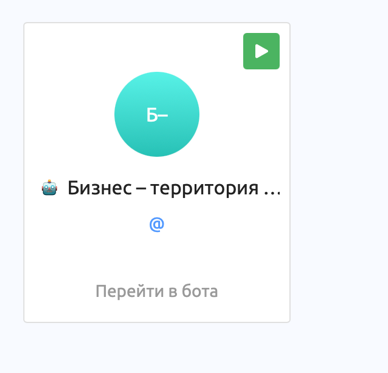 Б–
🤖 Бизнес – территория ...
@
Перейти в бота